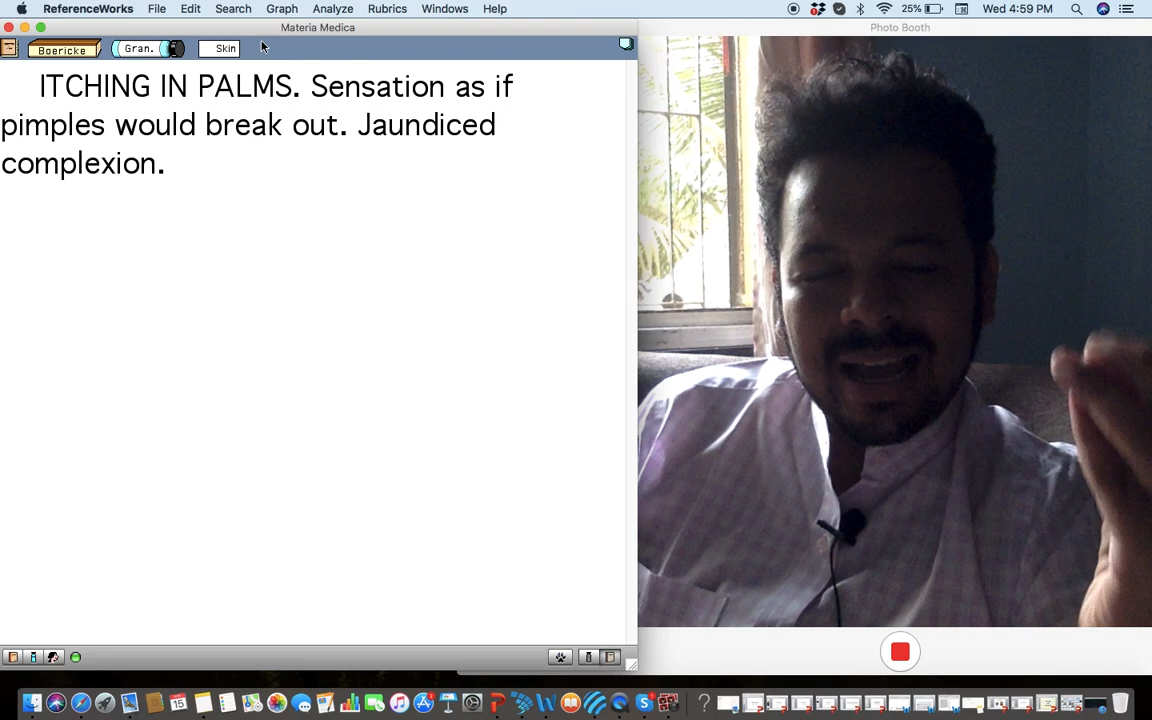 ReferenceWorks File Edit Search Graph Analyze Rubrics Windows Help 25% Wed 4:59 PM
Materia Medica
Photo Booth
Boericke Gran. Skin
ITCHING IN PALMS. Sensation as if
pimples would break out. Jaundiced
complexion.